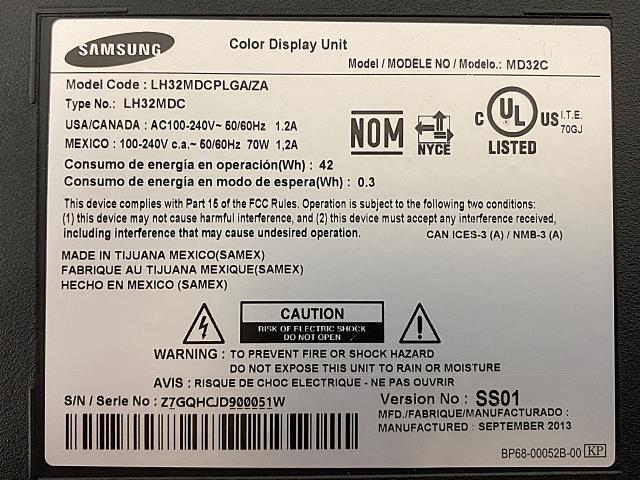 SAMSUNG
Color Display Unit
Model / MODELE NO / Modelo.: MD32C
Model Code : LH32MDCPLGA/ZA
Type No.: LH32MDC
USA/CANADA : AC100-240V~ 50/60Hz 1.2A
MEXICO : 100-240V c.a.~ 50/60Hz 70W 1,2A
NOM
NYCE
C UL US
LISTED
I.T.E.
70GJ
Consumo de energía en operación(Wh) : 42
Consumo de energía en modo de espera(Wh) : 0.3
This device complies with Part 15 of the FCC Rules. Operation is subject to the following two conditions:
(1) this device may not cause harmful interference, and (2) this device must accept any interference received,
including interference that may cause undesired operation.
CAN ICES-3 (A) / NMB-3 (A)
MADE IN TIJUANA MEXICO(SAMEX)
FABRIQUE AU TIJUANA MEXIQUE(SAMEX)
HECHO EN MEXICO (SAMEX)
CAUTION
RISK OF ELECTRIC SHOCK
DO NOT OPEN
WARNING : TO PREVENT FIRE OR SHOCK HAZARD
DO NOT EXPOSE THIS UNIT TO RAIN OR MOISTURE
AVIS : RISQUE DE CHOC ELECTRIQUE - NE PAS OUVRIR
S/N / Serie No : Z7GQHCJD900051W
Version No : SS01
MFD./FABRIQUE/MANUFACTURADO :
MANUFACTURED : SEPTEMBER 2013
BP68-00052B-00 KP